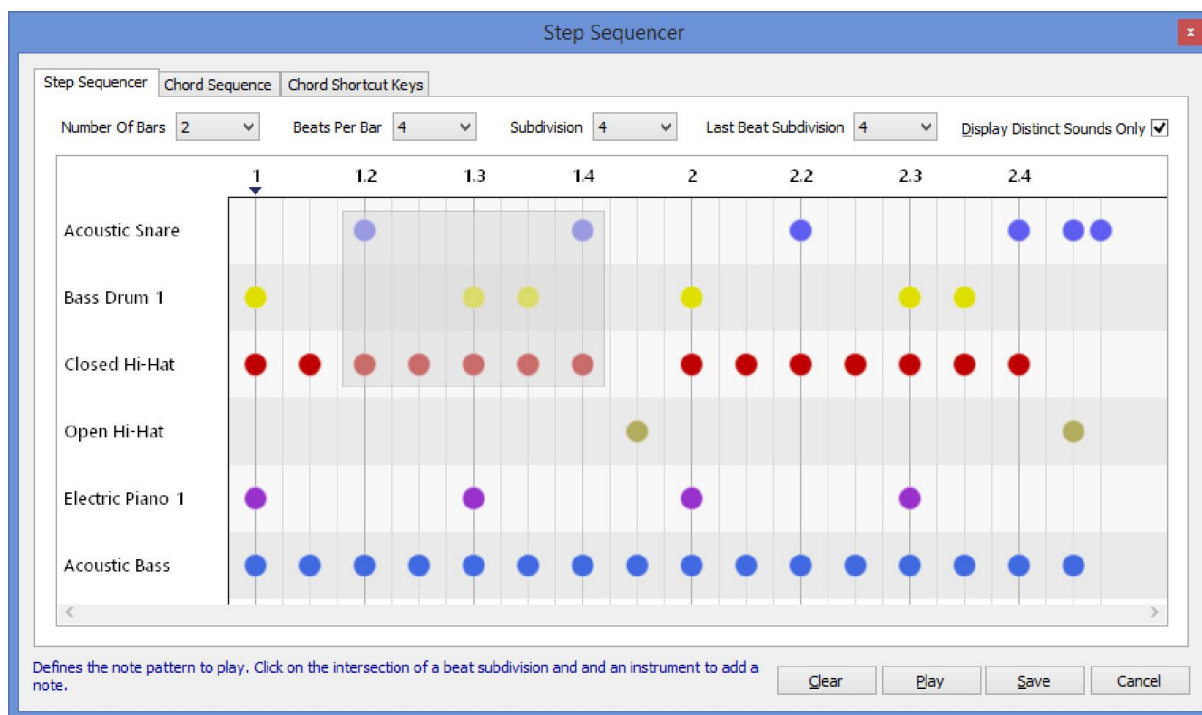 Step Sequencer
x
Step Sequencer Chord Sequence Chord Shortcut Keys
Number Of Bars 2 Beats Per Bar 4 Subdivision 4 Last Beat Subdivision 4 Display Distinct Sounds Only
1 1.2 1.3 1.4 2 2.2 2.3 2.4
Acoustic Snare
Bass Drum 1
Closed Hi-Hat
Open Hi-Hat
Electric Piano 1
Acoustic Bass
Defines the note pattern to play. Click on the intersection of a beat subdivision and and an instrument to add a
note.
Clear Play Save Cancel